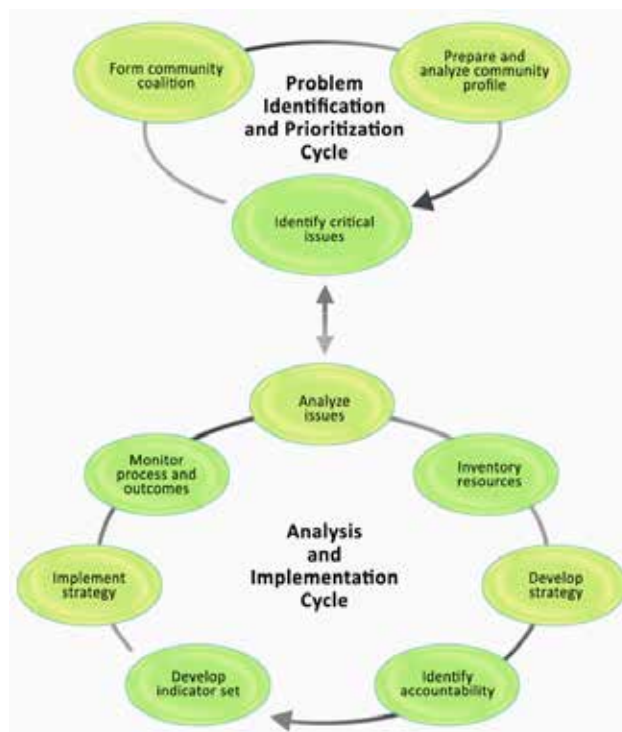 Form community
coalition
Prepare and
analyze community
profile
Problem
Identification
and Prioritization
Cycle
Identify critical
issues
Analyze
issues
Monitor
process and
outcomes
Inventory
resources
Analysis
and
Implementation
Cycle
Implement
strategy
Develop
strategy
Develop
indicator set
Identify
accountability